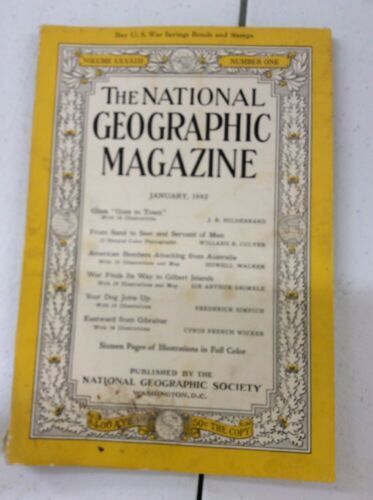 Buy U. S. War Savings Bonds and Stamps
VOLUME LXXXIII NUMBER ONE
THE NATIONAL
GEOGRAPHIC
MAGAZINE
JANUARY, 1943
Glass "Goes to Town"
With 18 Illustrations J. R. HILDEBRAND
From Sand to Seer and Servant of Man
Natural Color Photographs WILLARD R. CULVER
American Bombers Attacking from Australia
With Illustrations and Map HOWELL WALKER
War Finds Its Way to Gilbert Islands
With Illustrations and Map SIR ARTHUR GRIMBLE
Your Dog Joins Up
With Illustrations FREDERICK SIMPICH
Eastward from Gibraltar
With Illustrations CYRUS FRENCH WICKER
Sixteen Pages of Illustrations in Full Color
PUBLISHED BY THE
NATIONAL GEOGRAPHIC SOCIETY
WASHINGTON, D.C.
50¢ THE COPY